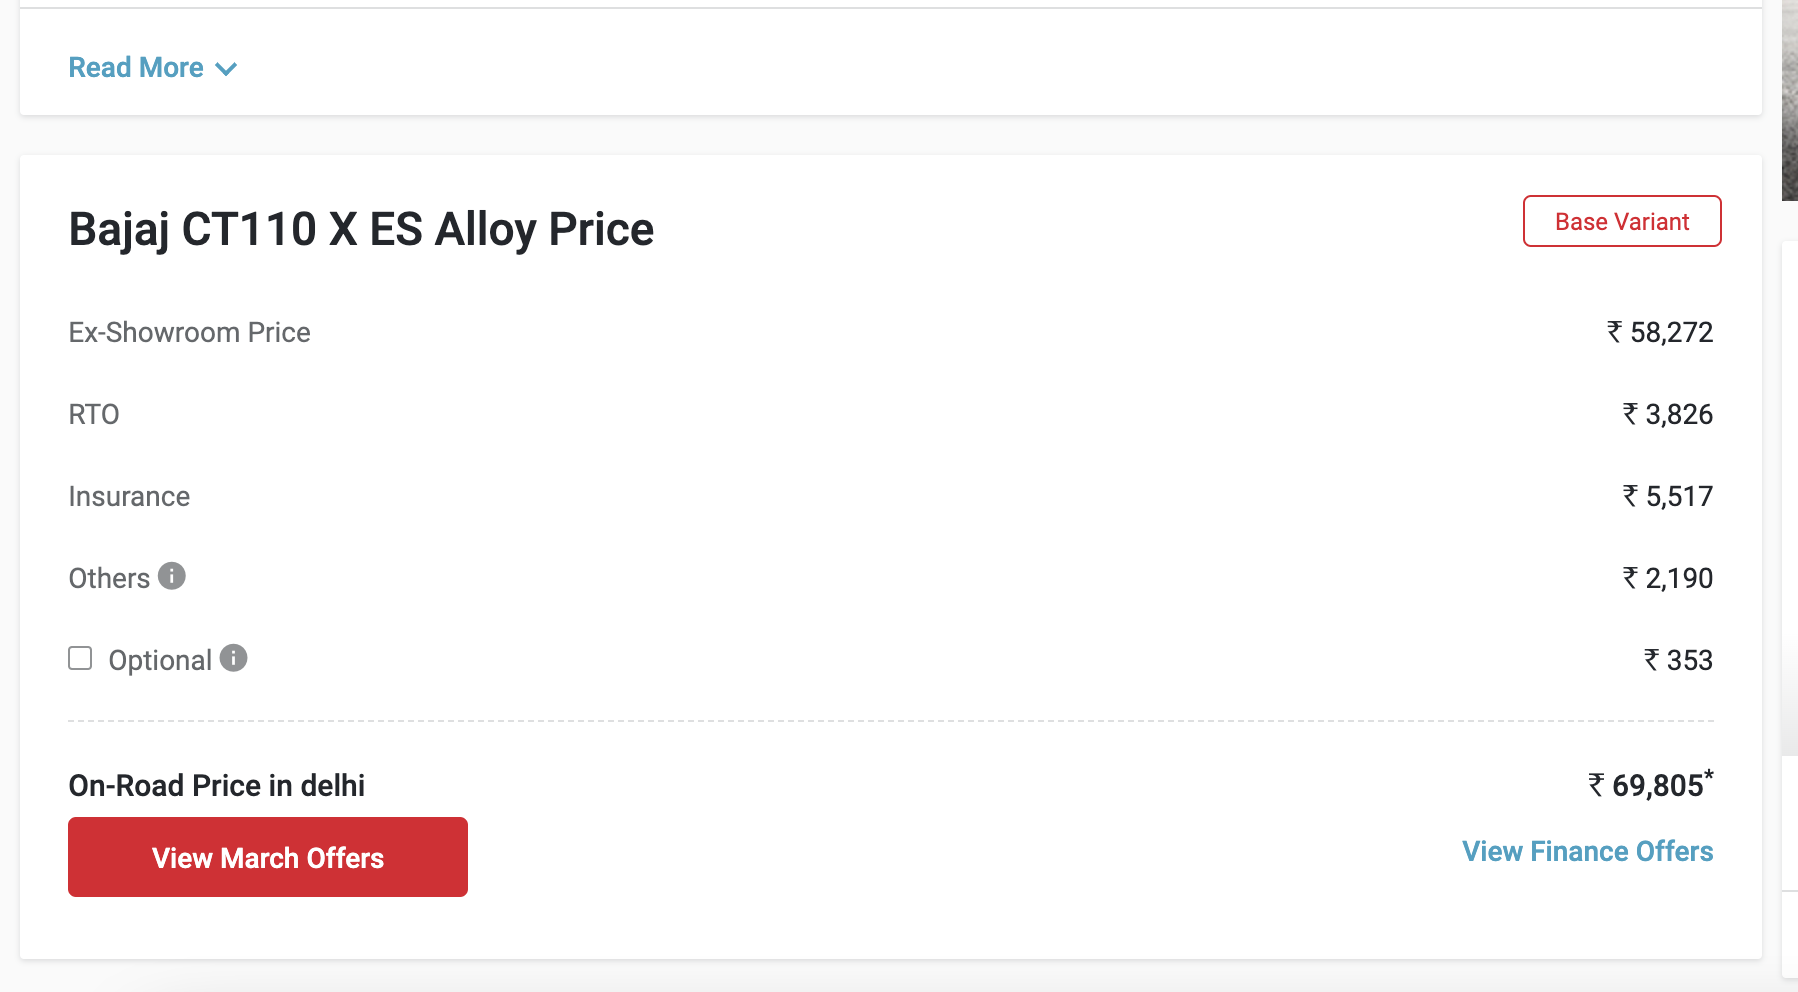 Read More
Bajaj CT110 X ES Alloy Price
Base Variant
Ex-Showroom Price ₹ 58,272
RTO ₹ 3,826
Insurance ₹ 5,517
Others ₹ 2,190
Optional ₹ 353
On-Road Price in delhi ₹ 69,805*
View March Offers
View Finance Offers